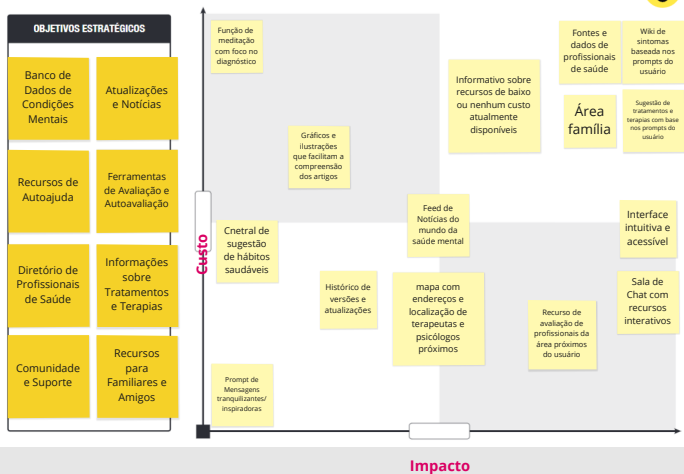 OBJETIVOS ESTRATÉGICOS
Banco de
Dados de
Condições
Mentais
Atualizações
e Notícias
Recursos de
Autoajuda
Ferramentas
de Avaliação e
Autoavaliação
Diretório de
Profissionais
de Saúde
Informações
sobre
Tratamentos
e Terapias
Comunidade
e Suporte
Recursos
para
Familiares e
Amigos
Custo
Função de
meditação
com foco no
diagnóstico
Gráficos e
ilustrações
que facilitam a
compreensão
dos artigos
Informativo sobre
recursos de baixo
ou nenhum custo
atualmente
disponíveis
Fontes e
dados de
profissionais
de saúde
Wiki de
sintomas
baseada nos
prompts do
usuário
Área
família
Sugestão de
tratamentos e
terapias com base
nos prompts do
usuário
Cnetral de
sugestão
de hábitos
saudáveis
Feed de
Notícias do
mundo da
saúde mental
Interface
intuitiva e
acessível
Histórico de
versões e
atualizações
mapa com
endereços e
localização de
terapeutas e
psicólogos
próximos
Recurso de
avaliação de
profissionais da
área próximos
do usuário
Sala de
Chat com
recursos
interativos
Prompt de
Mensagens
tranquilizantes/
inspiradoras
Impacto